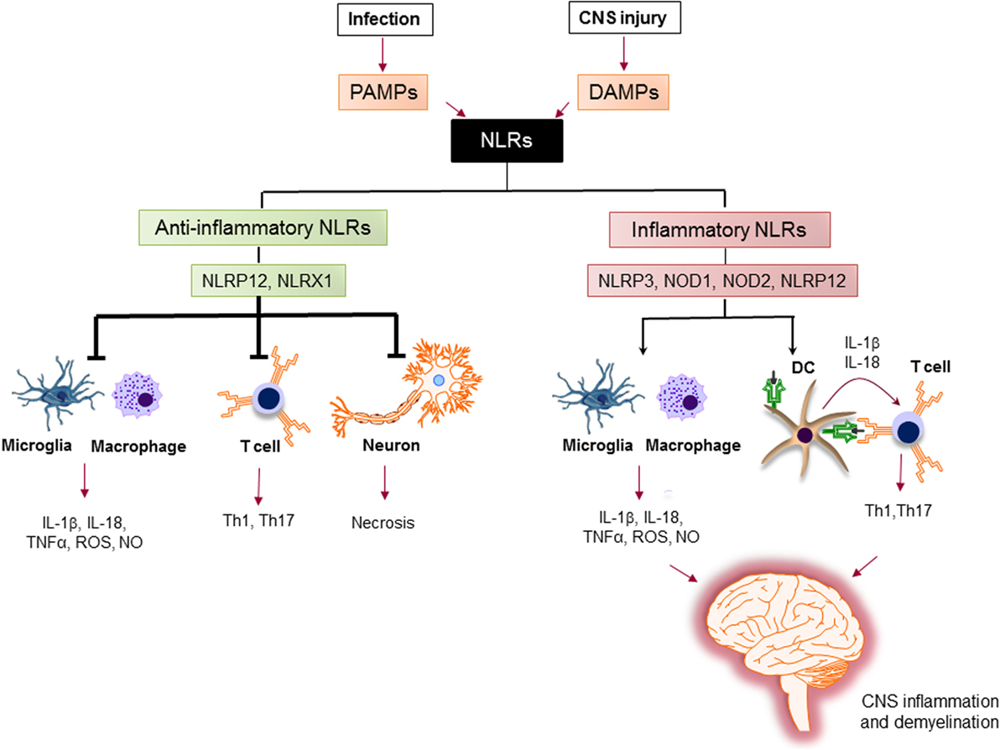 Infection
CNS injury
PAMPs
DAMPs
NLRs
Anti-inflammatory NLRs
Inflammatory NLRs
NLRP12, NLRX1
NLRP3, NOD1, NOD2, NLRP12
IL-1β
IL-18
DC
T cell
Microglia
Macrophage
T cell
Neuron
Microglia
Macrophage
IL-1β, IL-18,
TNFα, ROS, NO
Th1, Th17
Necrosis
IL-1β, IL-18,
TNFα, ROS, NO
Th1,Th17
CNS inflammation
and demyelination